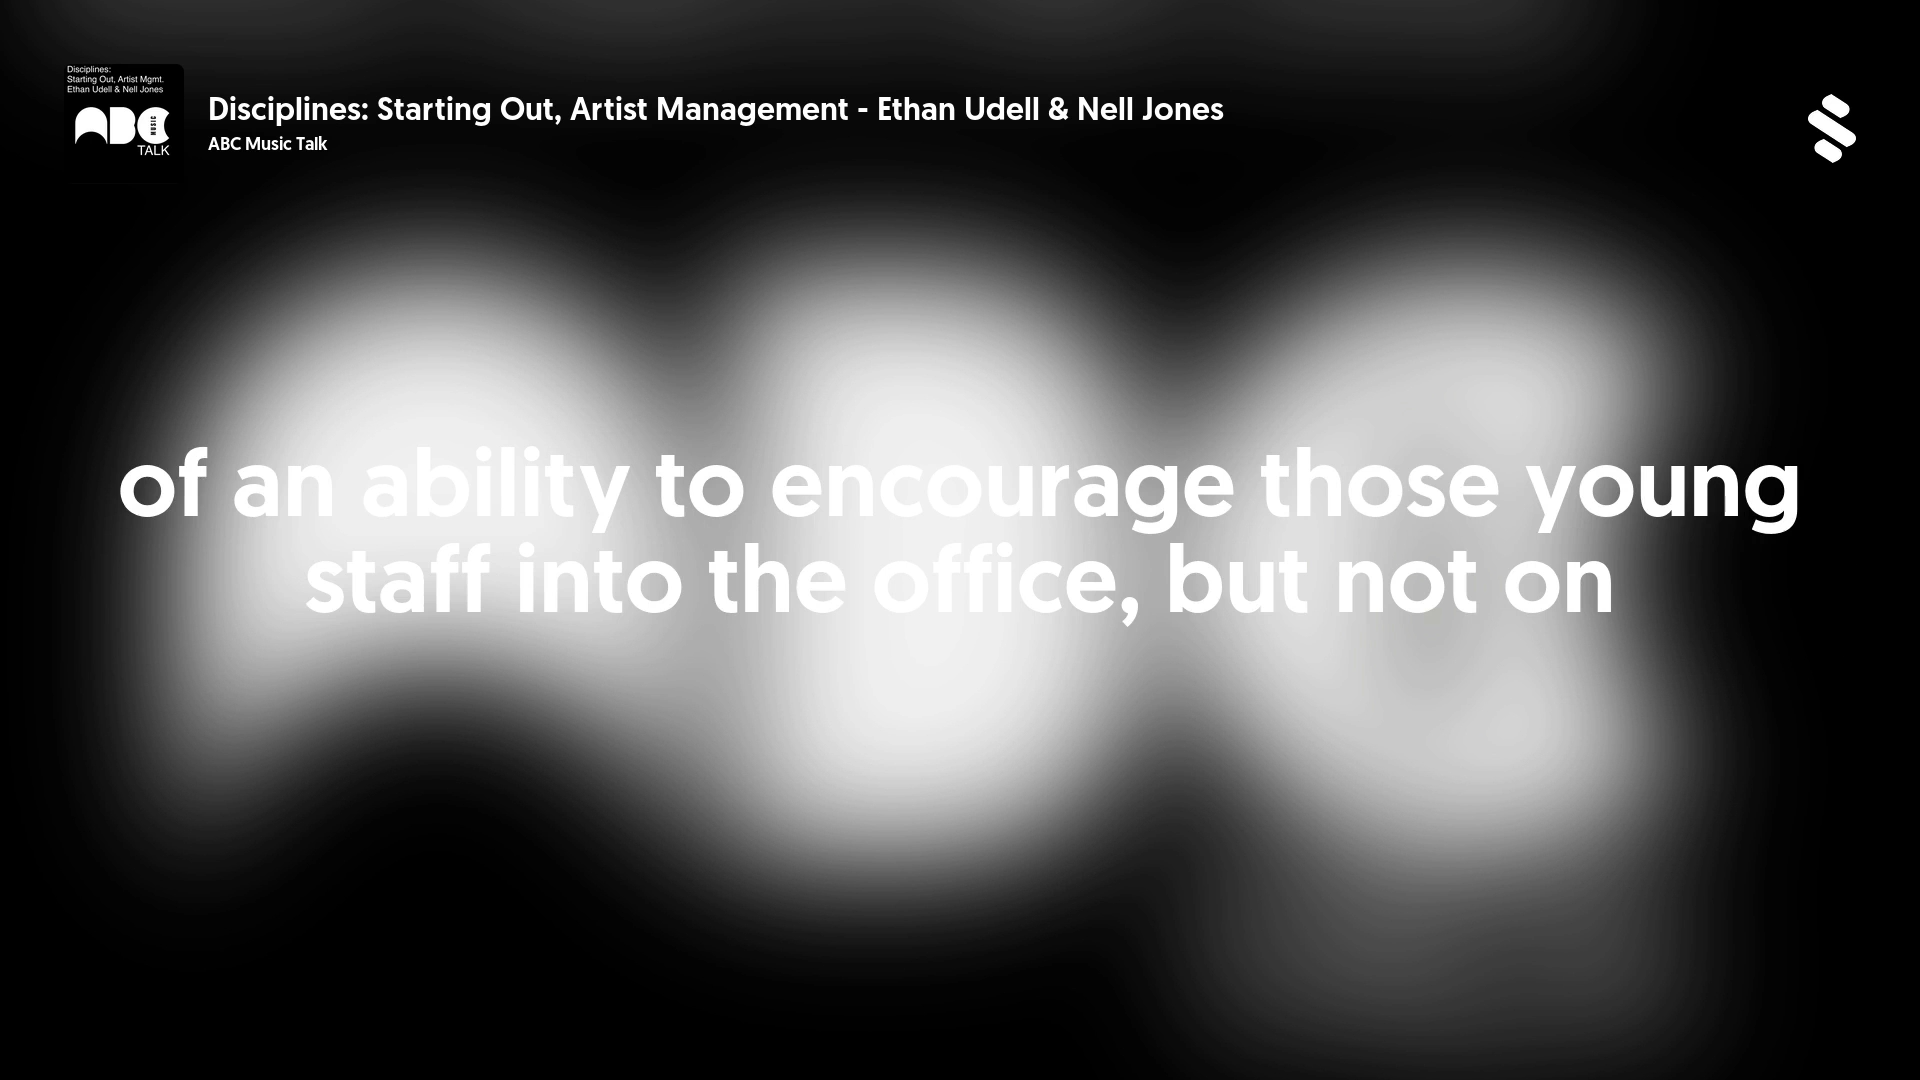 Disciplines:
Starting Out, Artist Mgmt.
Ethan Udell & Nell Jones
ABC
MUSIC
TALK
Disciplines: Starting Out, Artist Management - Ethan Udell & Nell Jones
ABC Music Talk
of an ability to encourage those young
staff into the office, but not on